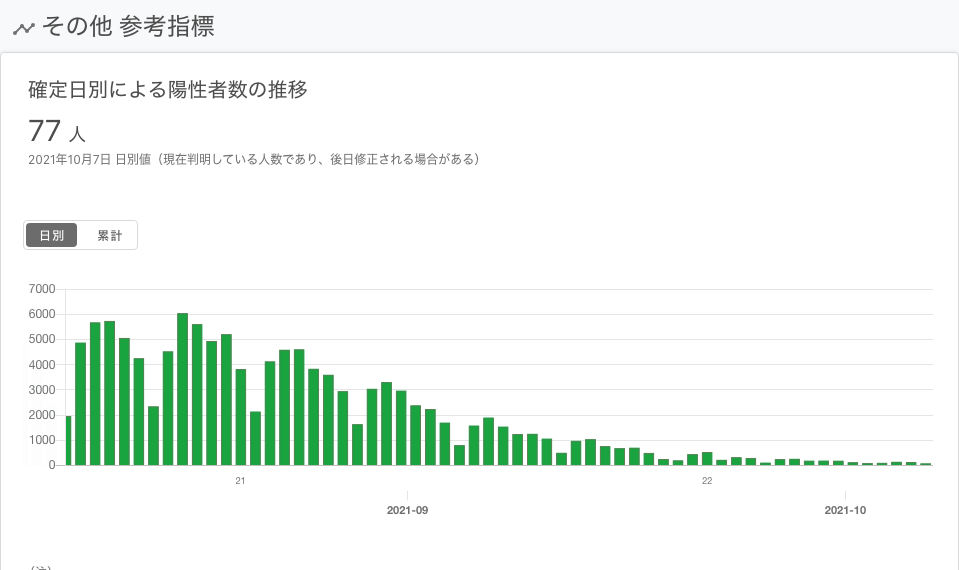 その他 参考指標
確定日別による陽性者数の推移
77 人
2021年10月7日 日別値（現在判明している人数であり、後日修正される場合がある）
日別 累計
7000
6000
5000
4000
3000
2000
1000
0
21 22
2021-09 2021-10